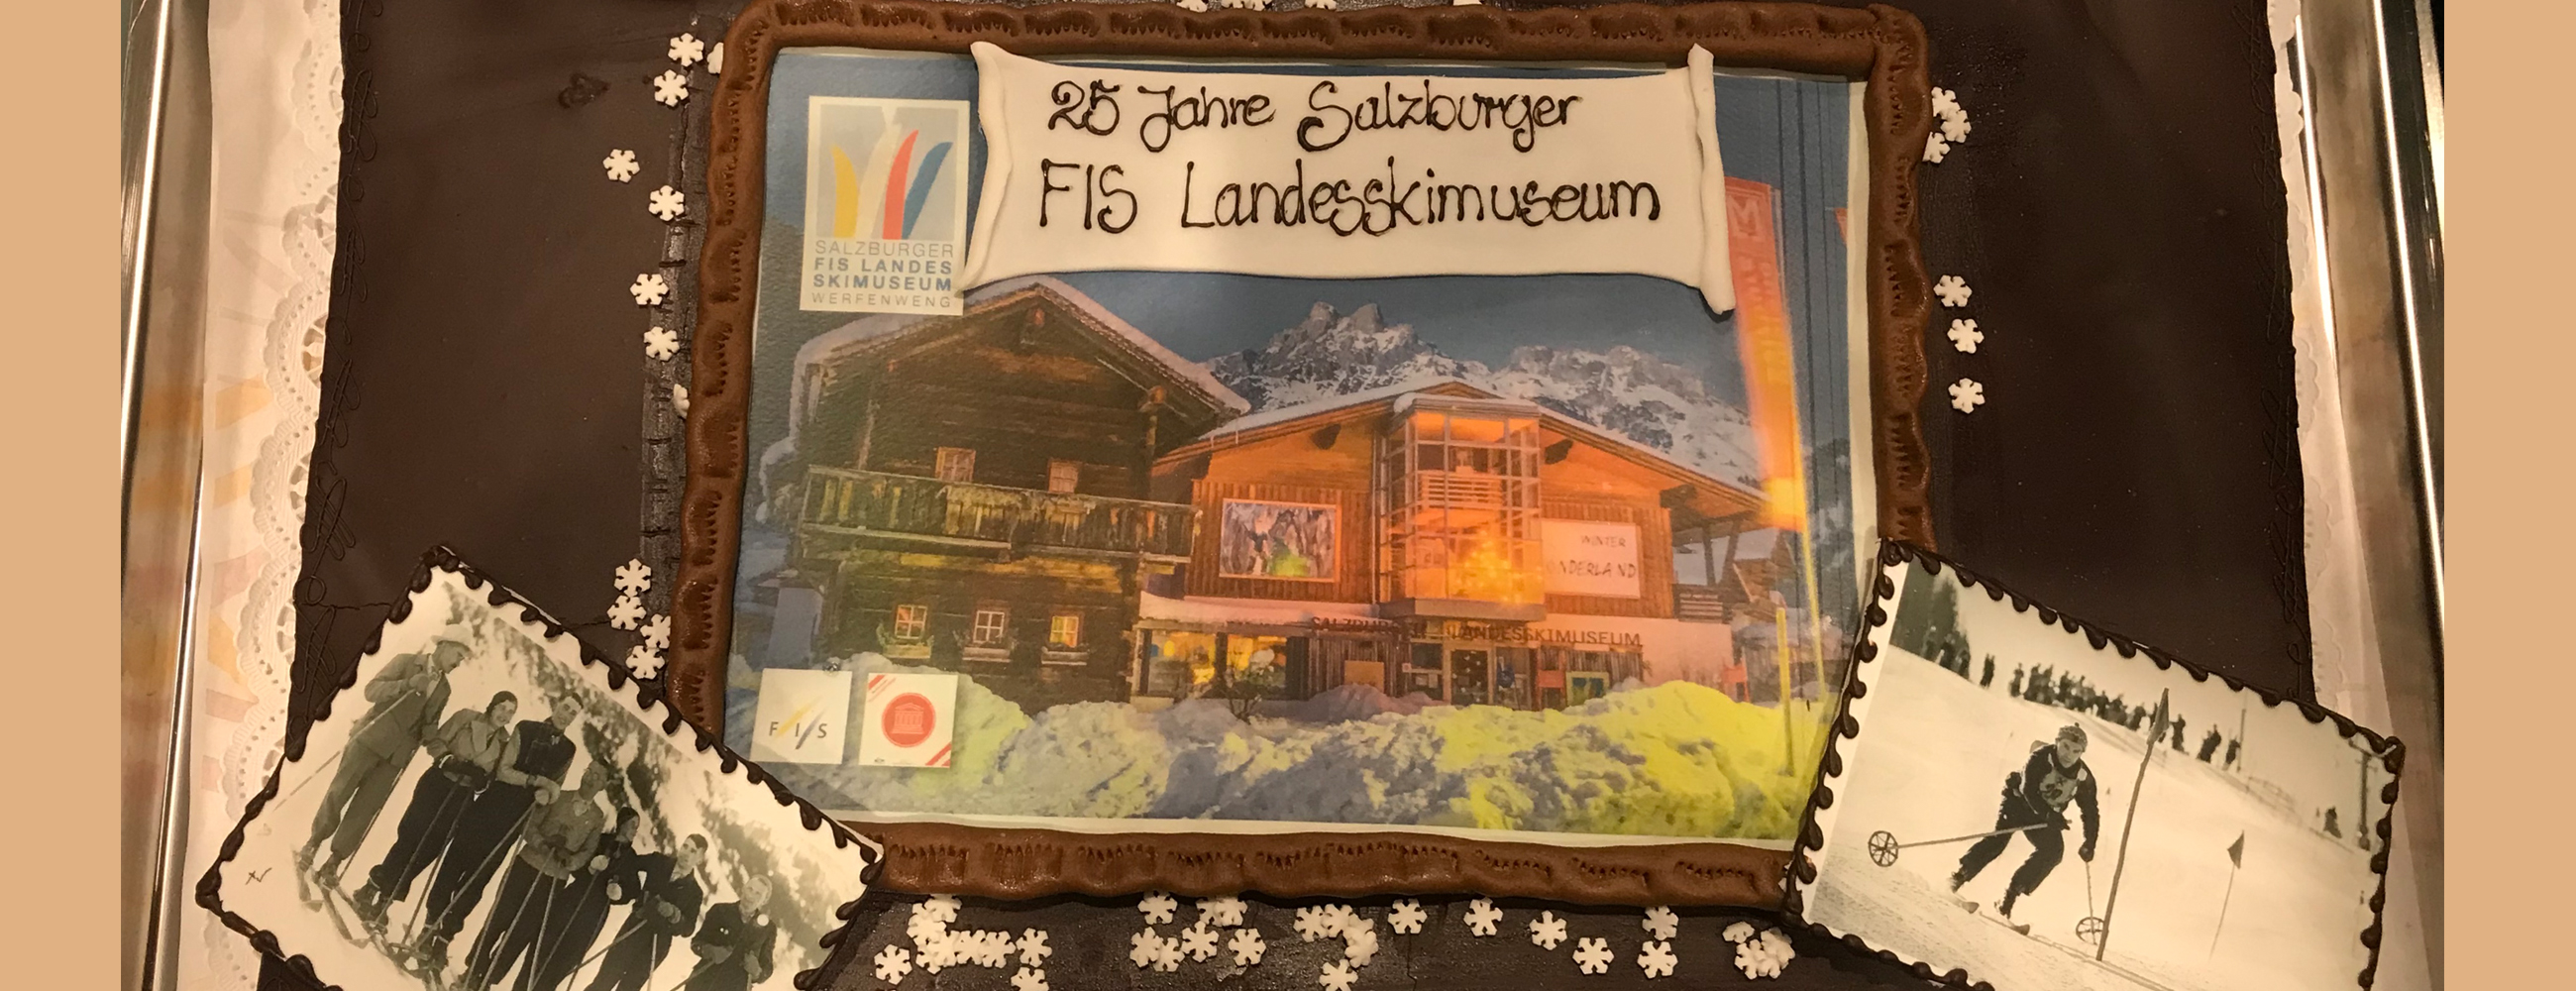 25 Jahre Salzburger
FIS Landesskimuseum
SALZBURGER
FIS LANDES
SKIMUSEUM
WERFENWENG
WINTER
LANDESSKIMUSEUM
FIS